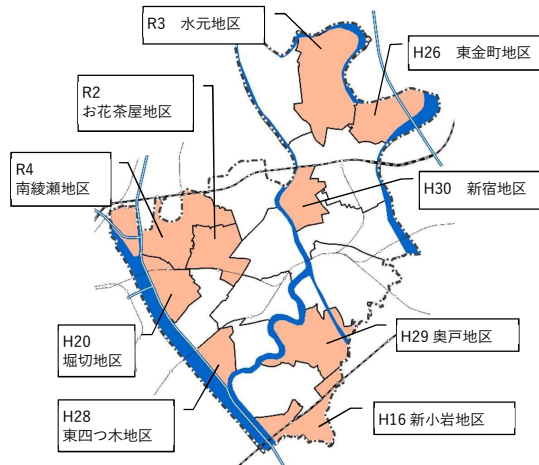 R3 水元地区
H26 東金町地区
R2
お花茶屋地区
R4
南綾瀬地区
H30 新宿地区
H20
堀切地区
H29 奥戸地区
H28
東四つ木地区
H16 新小岩地区